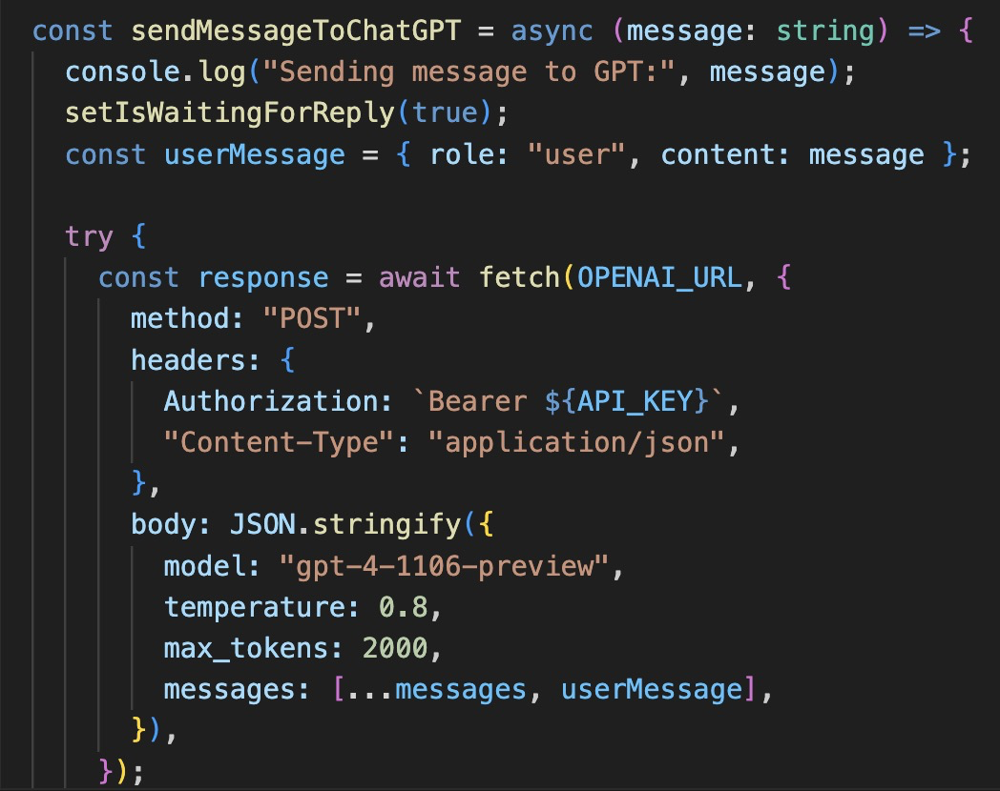 const sendMessageToChatGPT = async (message: string) => {
console.log("Sending message to GPT:", message);
setIsWaitingForReply(true);
const userMessage = { role: "user", content: message };
try {
const response = await fetch(OPENAI_URL, {
method: "POST",
headers: {
Authorization: `Bearer ${API_KEY}`,
"Content-Type": "application/json",
},
body: JSON.stringify({
model: "gpt-4-1106-preview",
temperature: 0.8,
max_tokens: 2000,
messages: [...messages, userMessage],
}),
});